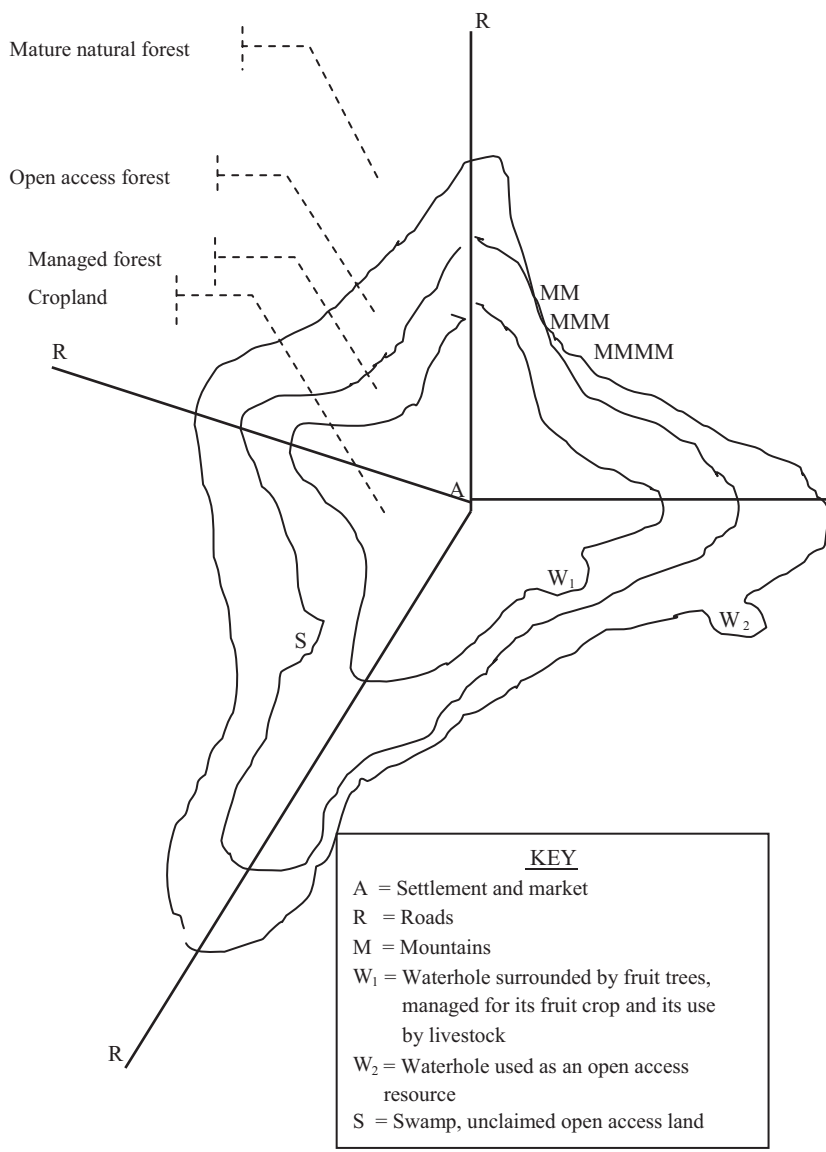 R
Mature natural forest
Open access forest
Managed forest
Cropland
MM
MMM
MMMM
R
A
W₁
W₂
S
R
KEY
A = Settlement and market
R = Roads
M = Mountains
W₁ = Waterhole surrounded by fruit trees,
managed for its fruit crop and its use
by livestock
W₂ = Waterhole used as an open access
resource
S = Swamp, unclaimed open access land